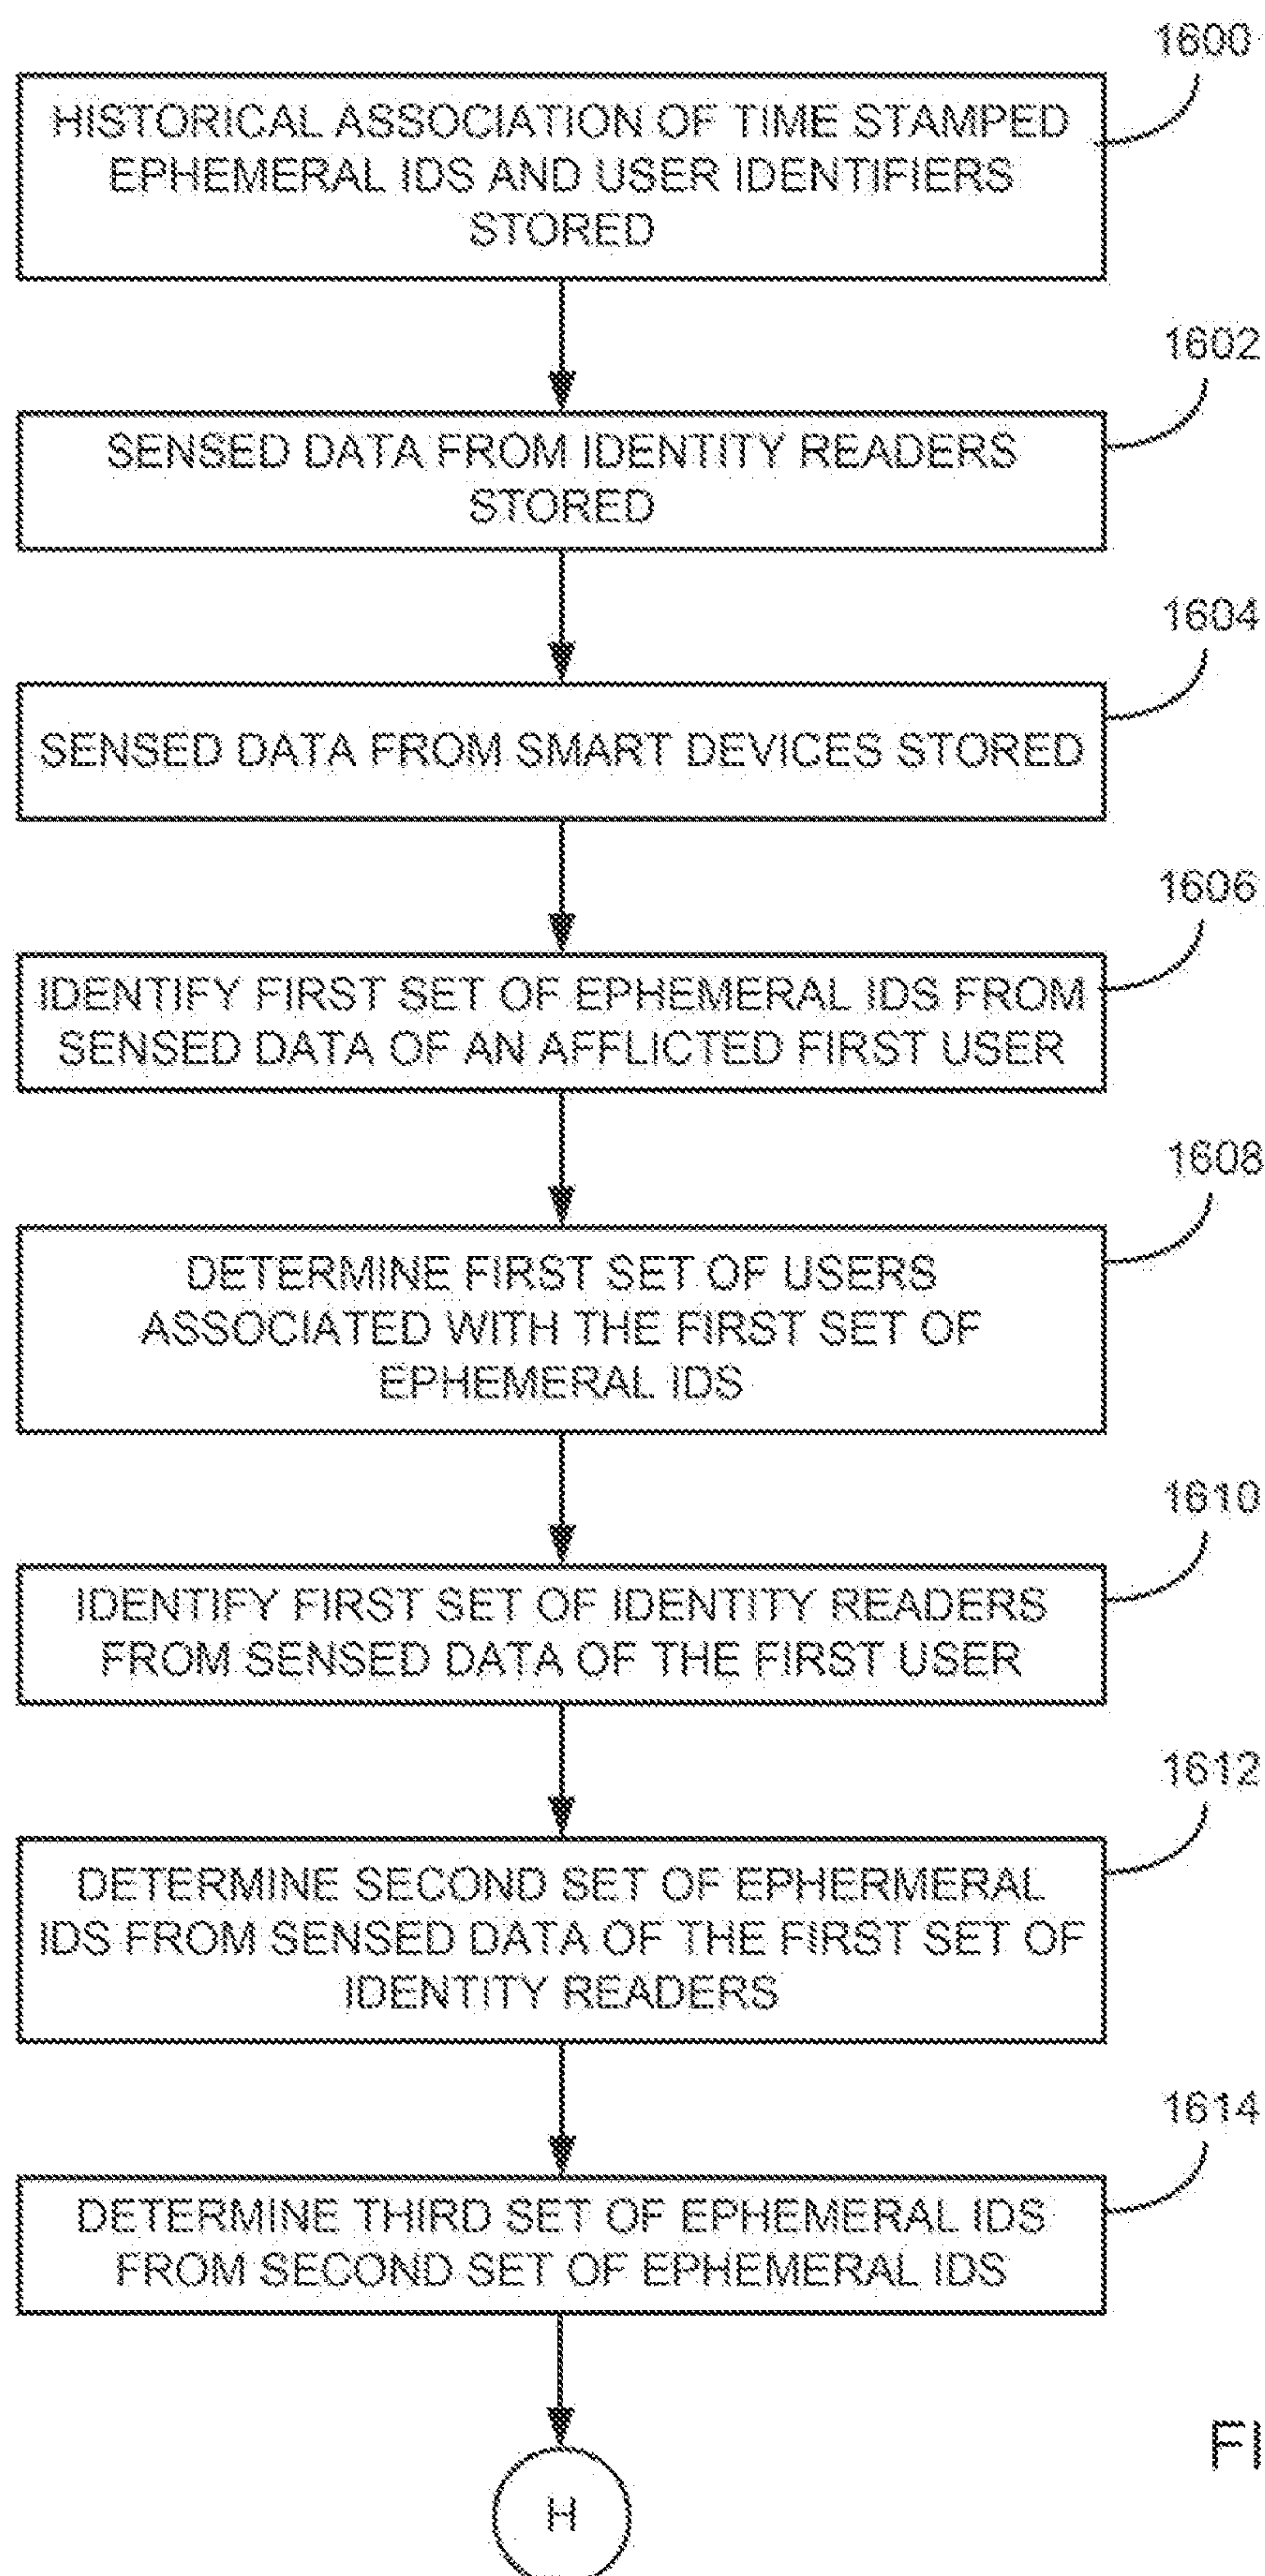 1600
HISTORICAL ASSOCIATION OF TIME STAMPED
EPHEMERAL IDS AND USER IDENTIFIERS
STORED
1602
SENSED DATA FROM IDENTITY READERS
STORED
1604
SENSED DATA FROM SMART DEVICES STORED
1606
IDENTIFY FIRST SET OF EPHEMERAL IDS FROM
SENSED DATA OF AN AFFLICTED FIRST USER
1608
DETERMINE FIRST SET OF USERS
ASSOCIATED WITH THE FIRST SET OF
EPHEMERAL IDS
1610
IDENTIFY FIRST SET OF IDENTITY READERS
FROM SENSED DATA OF THE FIRST USER
1612
DETERMINE SECOND SET OF EPHERMERAL
IDS FROM SENSED DATA OF THE FIRST SET OF
IDENTITY READERS
1614
DETERMINE THIRD SET OF EPHEMERAL IDS
FROM SECOND SET OF EPHEMERAL IDS
FI
H